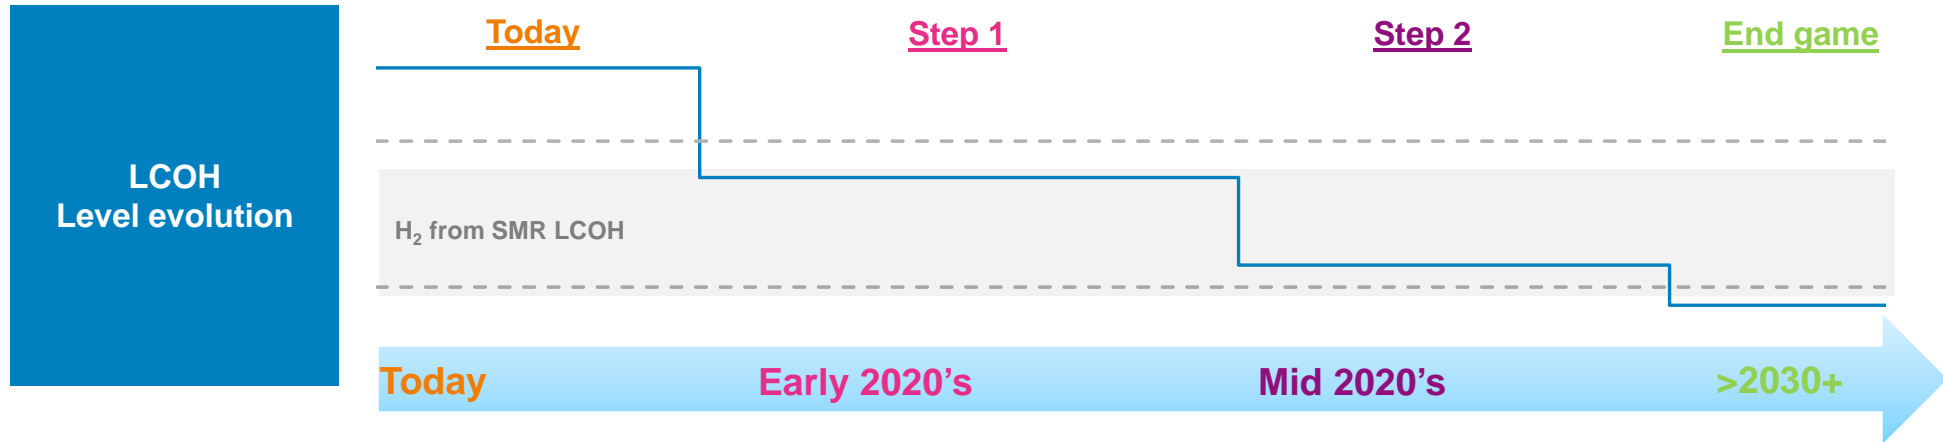 LCOH
Level evolution
Today
Step 1
Step 2
End game
H₂ from SMR LCOH
Today
Early 2020’s
Mid 2020’s
>2030+